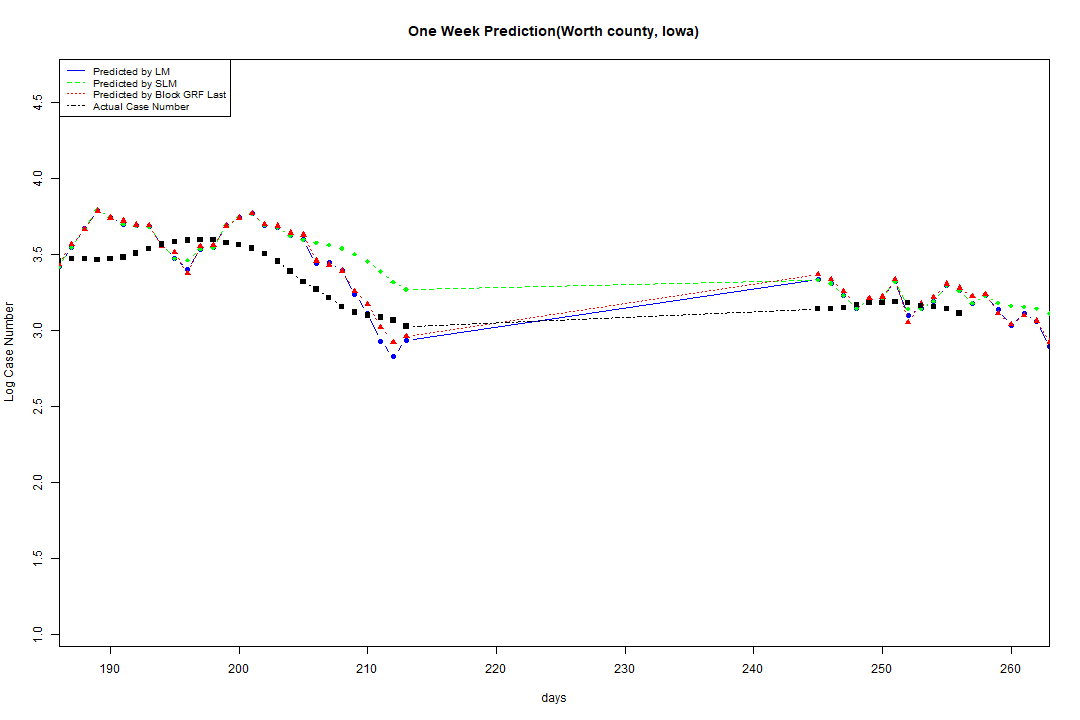 One Week Prediction(Worth county, Iowa)
Predicted by LM
Predicted by SLM
Predicted by Block GRF Last
Actual Case Number
4.5
4.0
3.5
3.0
2.5
2.0
1.5
1.0
Log Case Number
190 200 210 220 230 240 250 260
days